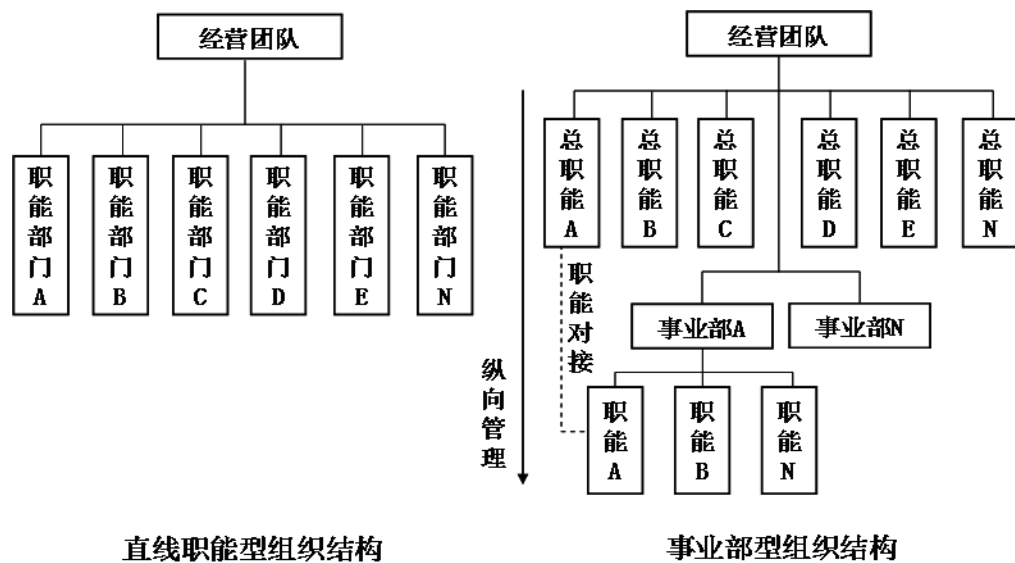 经营团队
职能部门A
职能部门B
职能部门C
职能部门D
职能部门E
职能部门N
直线职能型组织结构
经营团队
总职能A
总职能B
总职能C
总职能D
总职能E
总职能N
职能对接
事业部A
事业部N
纵向管理
职能A
职能B
职能N
事业部型组织结构